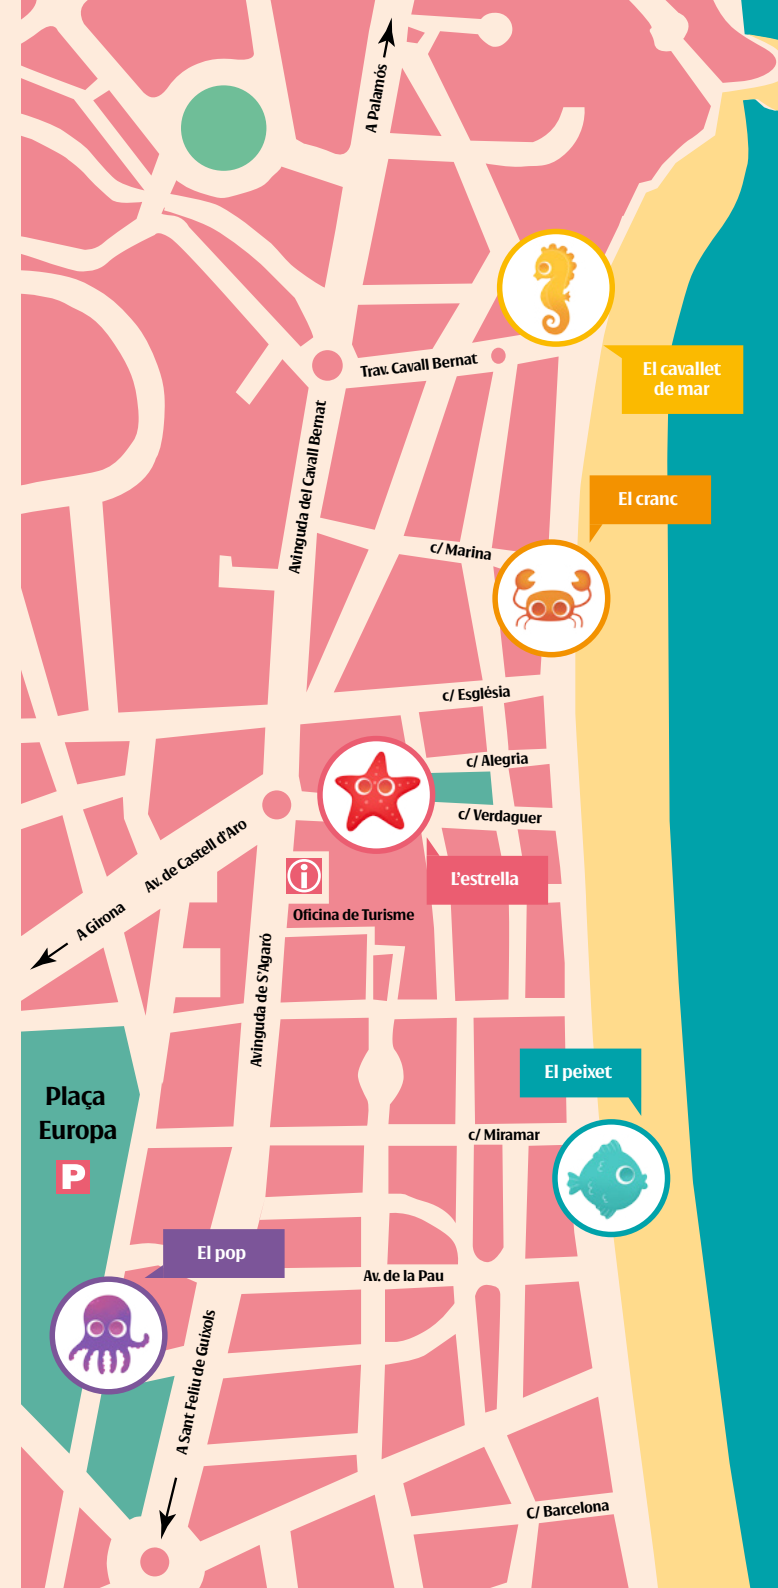 A Palamós
Trav. Cavall Bernat
El cavallet
de mar
Avinguda del Cavall Bernat
El cranc
c/ Marina
c/ Església
c/ Alegria
c/ Verdaguer
Av. de Castell d'Aro
L'estrella
A Girona
Oficina de Turisme
Avinguda de S'Agaró
El peixet
Plaça
Europa
P
c/ Miramar
El pop
Av. de la Pau
A Sant Feliu de Guíxols
C/ Barcelona